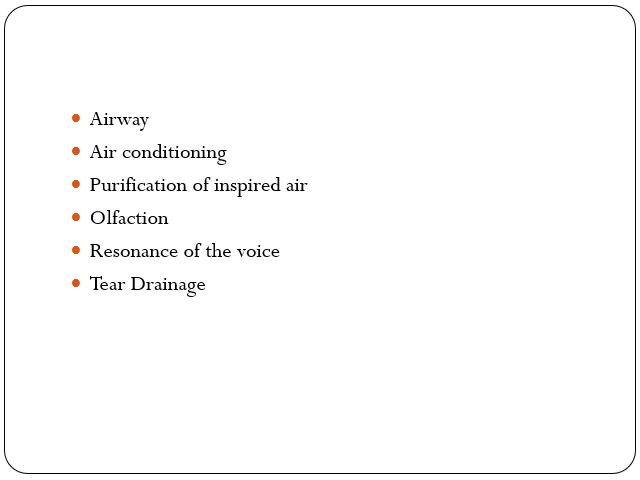 • Airway
• Air conditioning
• Purification of inspired air
• Olfaction
• Resonance of the voice
• Tear Drainage